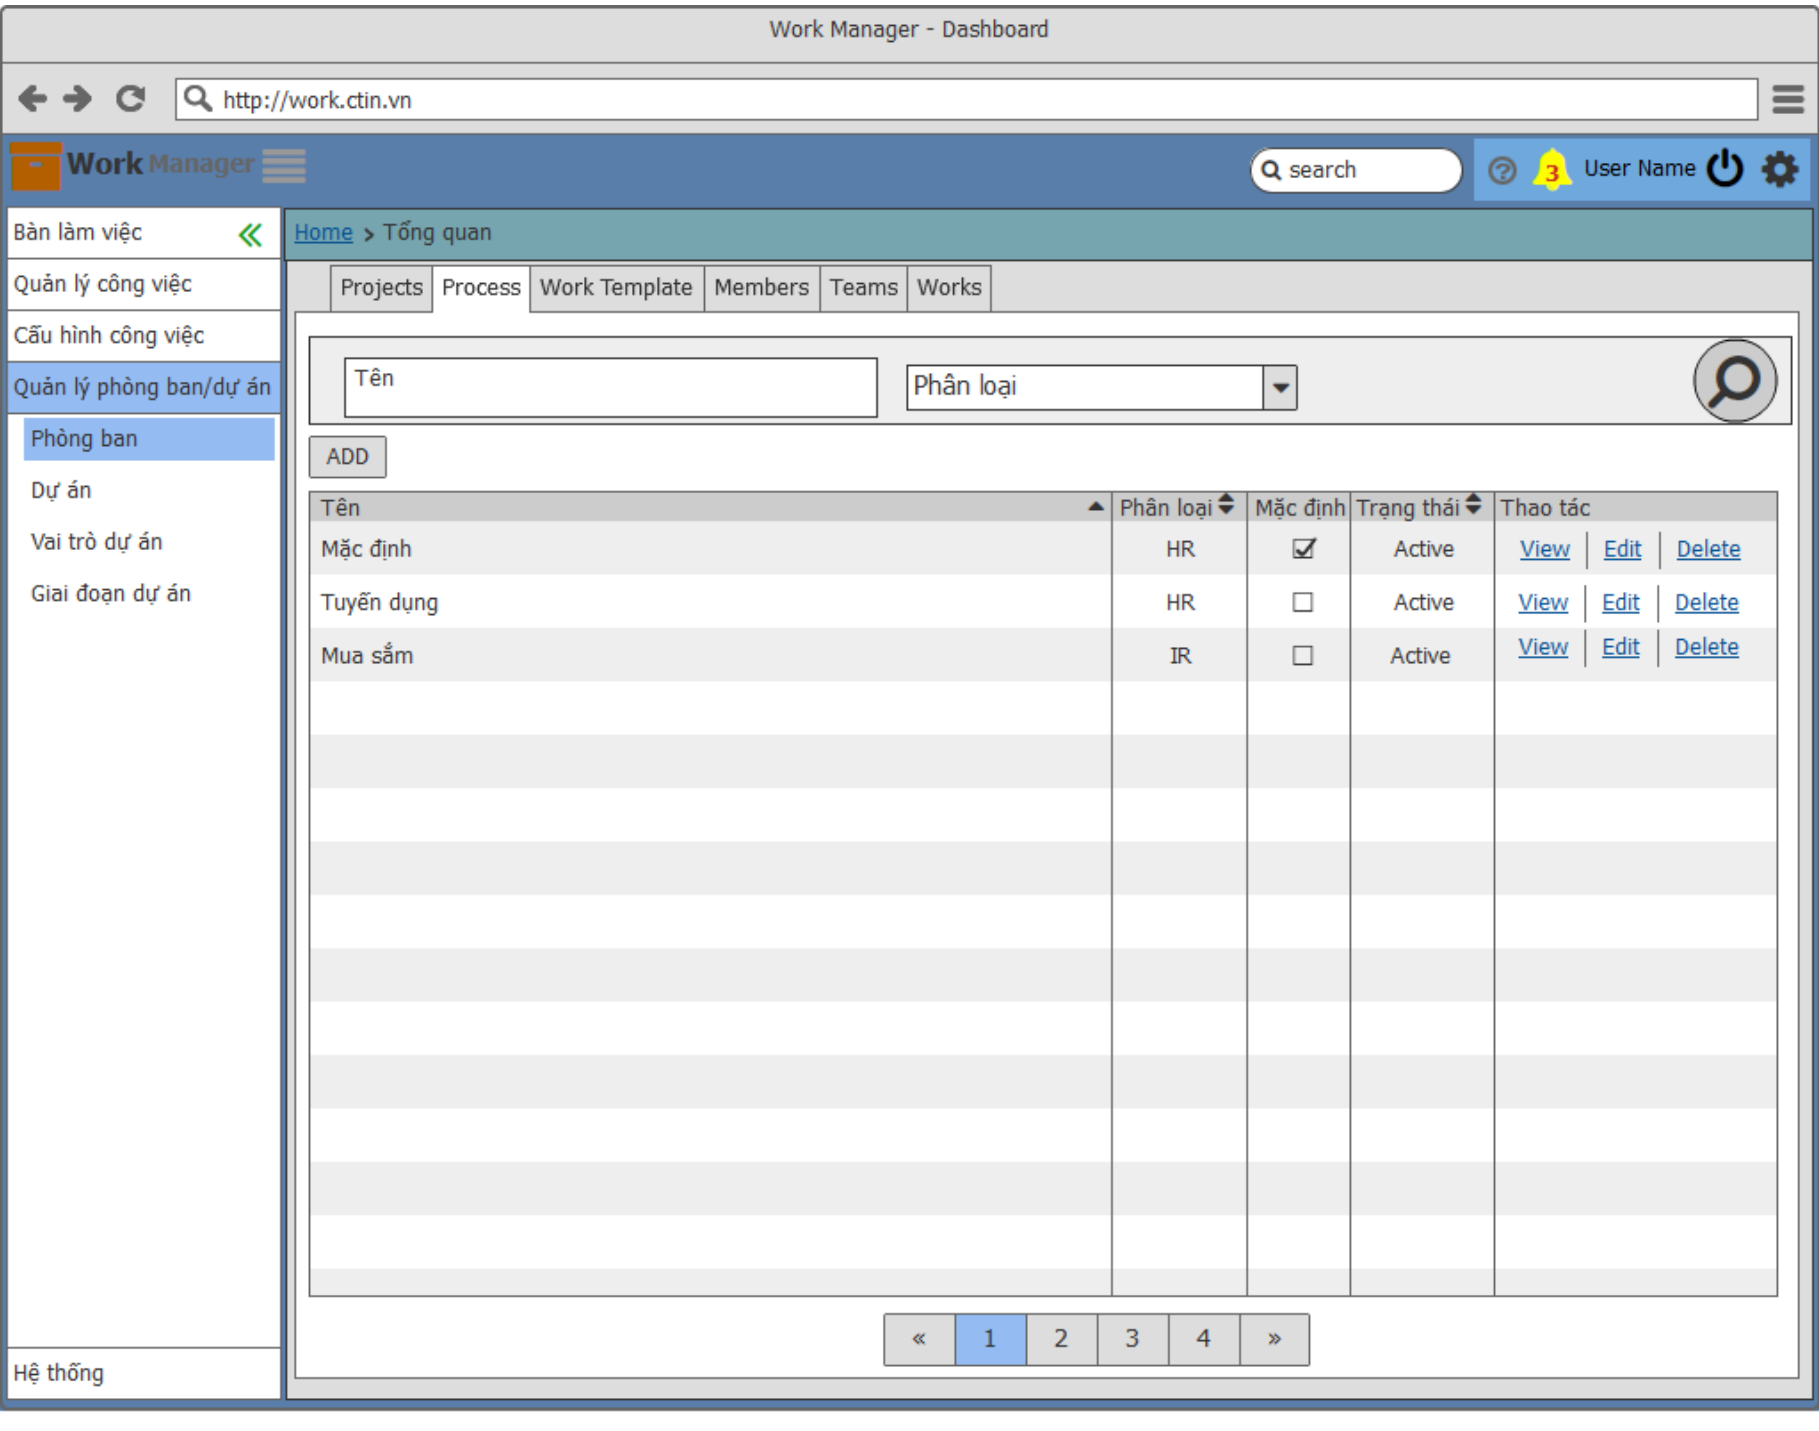 Work Manager - Dashboard
http://work.ctin.vn
Work Manager
search
3
User Name
Bàn làm việc
Quản lý công việc
Cấu hình công việc
Quản lý phòng ban/dự án
Phòng ban
Dự án
Vai trò dự án
Giai đoạn dự án
Hệ thống
Home > Tổng quan
Projects Process Work Template Members Teams Works
Tên
Phân loại
ADD
Tên Phân loại Mặc định Trạng thái Thao tác
Mặc định HR Active View Edit Delete
Tuyển dụng HR Active View Edit Delete
Mua sắm IR Active View Edit Delete
« 1 2 3 4 »